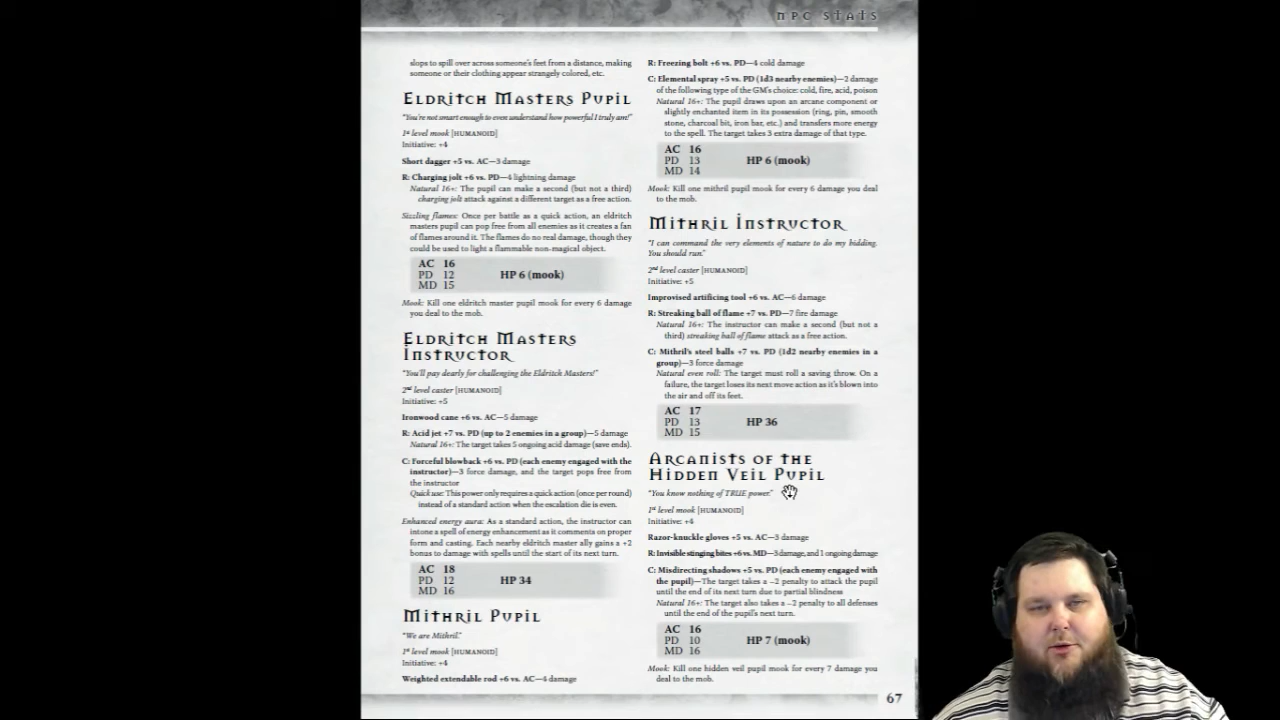 NPC STATS
slops to spill over across someone's feet from a distance, making
someone or their clothing appear strangely colored, etc.
Eldritch Masters Pupil
"You're not smart enough to even understand how powerful I truly am!"
1st level mook [HUMANOID]
Initiative: +4
Short dagger +5 vs. AC—3 damage
R: Charging jolt +6 vs. PD—4 lightning damage
Natural 16+: The pupil can make a second (but not a third)
charging jolt attack against a different target as a free action.
Sizzling flames: Once per battle as a quick action, an eldritch
masters pupil can pop free from all enemies as it creates a fan
of flames around it. The flames do no real damage, though they
could be used to light a flammable non-magical object.
AC 16
PD 12 HP 6 (mook)
MD 15
Mook: Kill one eldritch master pupil mook for every 6 damage
you deal to the mob.
Eldritch Masters
Instructor
"You'll pay dearly for challenging the Eldritch Masters!"
2nd level caster [HUMANOID]
Initiative: +5
Ironwood cane +6 vs. AC—5 damage
R: Acid jet +7 vs. PD (up to 2 enemies in a group)—5 damage
Natural 16+: The target takes 5 ongoing acid damage (save ends).
C: Forceful blowback +6 vs. PD (each enemy engaged with the
instructor)—3 force damage, and the target pops free from
the instructor
Quick use: This power only requires a quick action (once per round)
instead of a standard action when the escalation die is even.
Enhanced energy aura: As a standard action, the instructor can
intone a spell of energy enhancement as it comments on proper
form and casting. Each nearby eldritch master ally gains a +2
bonus to damage with spells until the start of its next turn.
AC 18
PD 12 HP 34
MD 16
Mithril Pupil
"We are Mithril."
1st level mook [HUMANOID]
Initiative: +4
Weighted extendable rod +6 vs. AC—4 damage
R: Freezing bolt +6 vs. PD—4 cold damage
C: Elemental spray +5 vs. PD (1d3 nearby enemies)—2 damage
of the following type of the GM's choice: cold, fire, acid, poison
Natural 16+: The pupil draws upon an arcane component or
slightly enchanted item in its possession (ring, pin, smooth
stone, charcoal bit, iron bar, etc.) and transfers more energy
to the spell. The target takes 3 extra damage of that type.
AC 16
PD 13 HP 6 (mook)
MD 14
Mook: Kill one mithril pupil mook for every 6 damage you deal
to the mob.
Mithril Instructor
"I can command the very elements of nature to do my bidding.
You should run."
2nd level caster [HUMANOID]
Initiative: +5
Improvised artificing tool +6 vs. AC—6 damage
R: Streaking ball of flame +7 vs. PD—7 fire damage
Natural 16+: The instructor can make a second (but not a
third) streaking ball of flame attack as a free action.
C: Mithril's steel balls +7 vs. PD (1d2 nearby enemies in a
group)—3 force damage
Natural even roll: The target must roll a saving throw. On a
failure, the target loses its next move action as it's blown into
the air and off its feet.
AC 17
PD 13 HP 36
MD 15
Arcanists of the
Hidden Veil Pupil
"You know nothing of TRUE power."
1st level mook [HUMANOID]
Initiative: +4
Razor-knuckle gloves +5 vs. AC—3 damage
R: Invisible stinging bites +6 vs. MD—3 damage, and 1 ongoing damage
C: Misdirecting shadows +5 vs. PD (each enemy engaged with
the pupil)—The target takes a –2 penalty to attack the pupil
until the end of its next turn due to partial blindness
Natural 16+: The target also takes a –2 penalty to all defenses
until the end of the pupil's next turn.
AC 16
PD 10 HP 7 (mook)
MD 16
Mook: Kill one hidden veil pupil mook for every 7 damage you
deal to the mob.
67